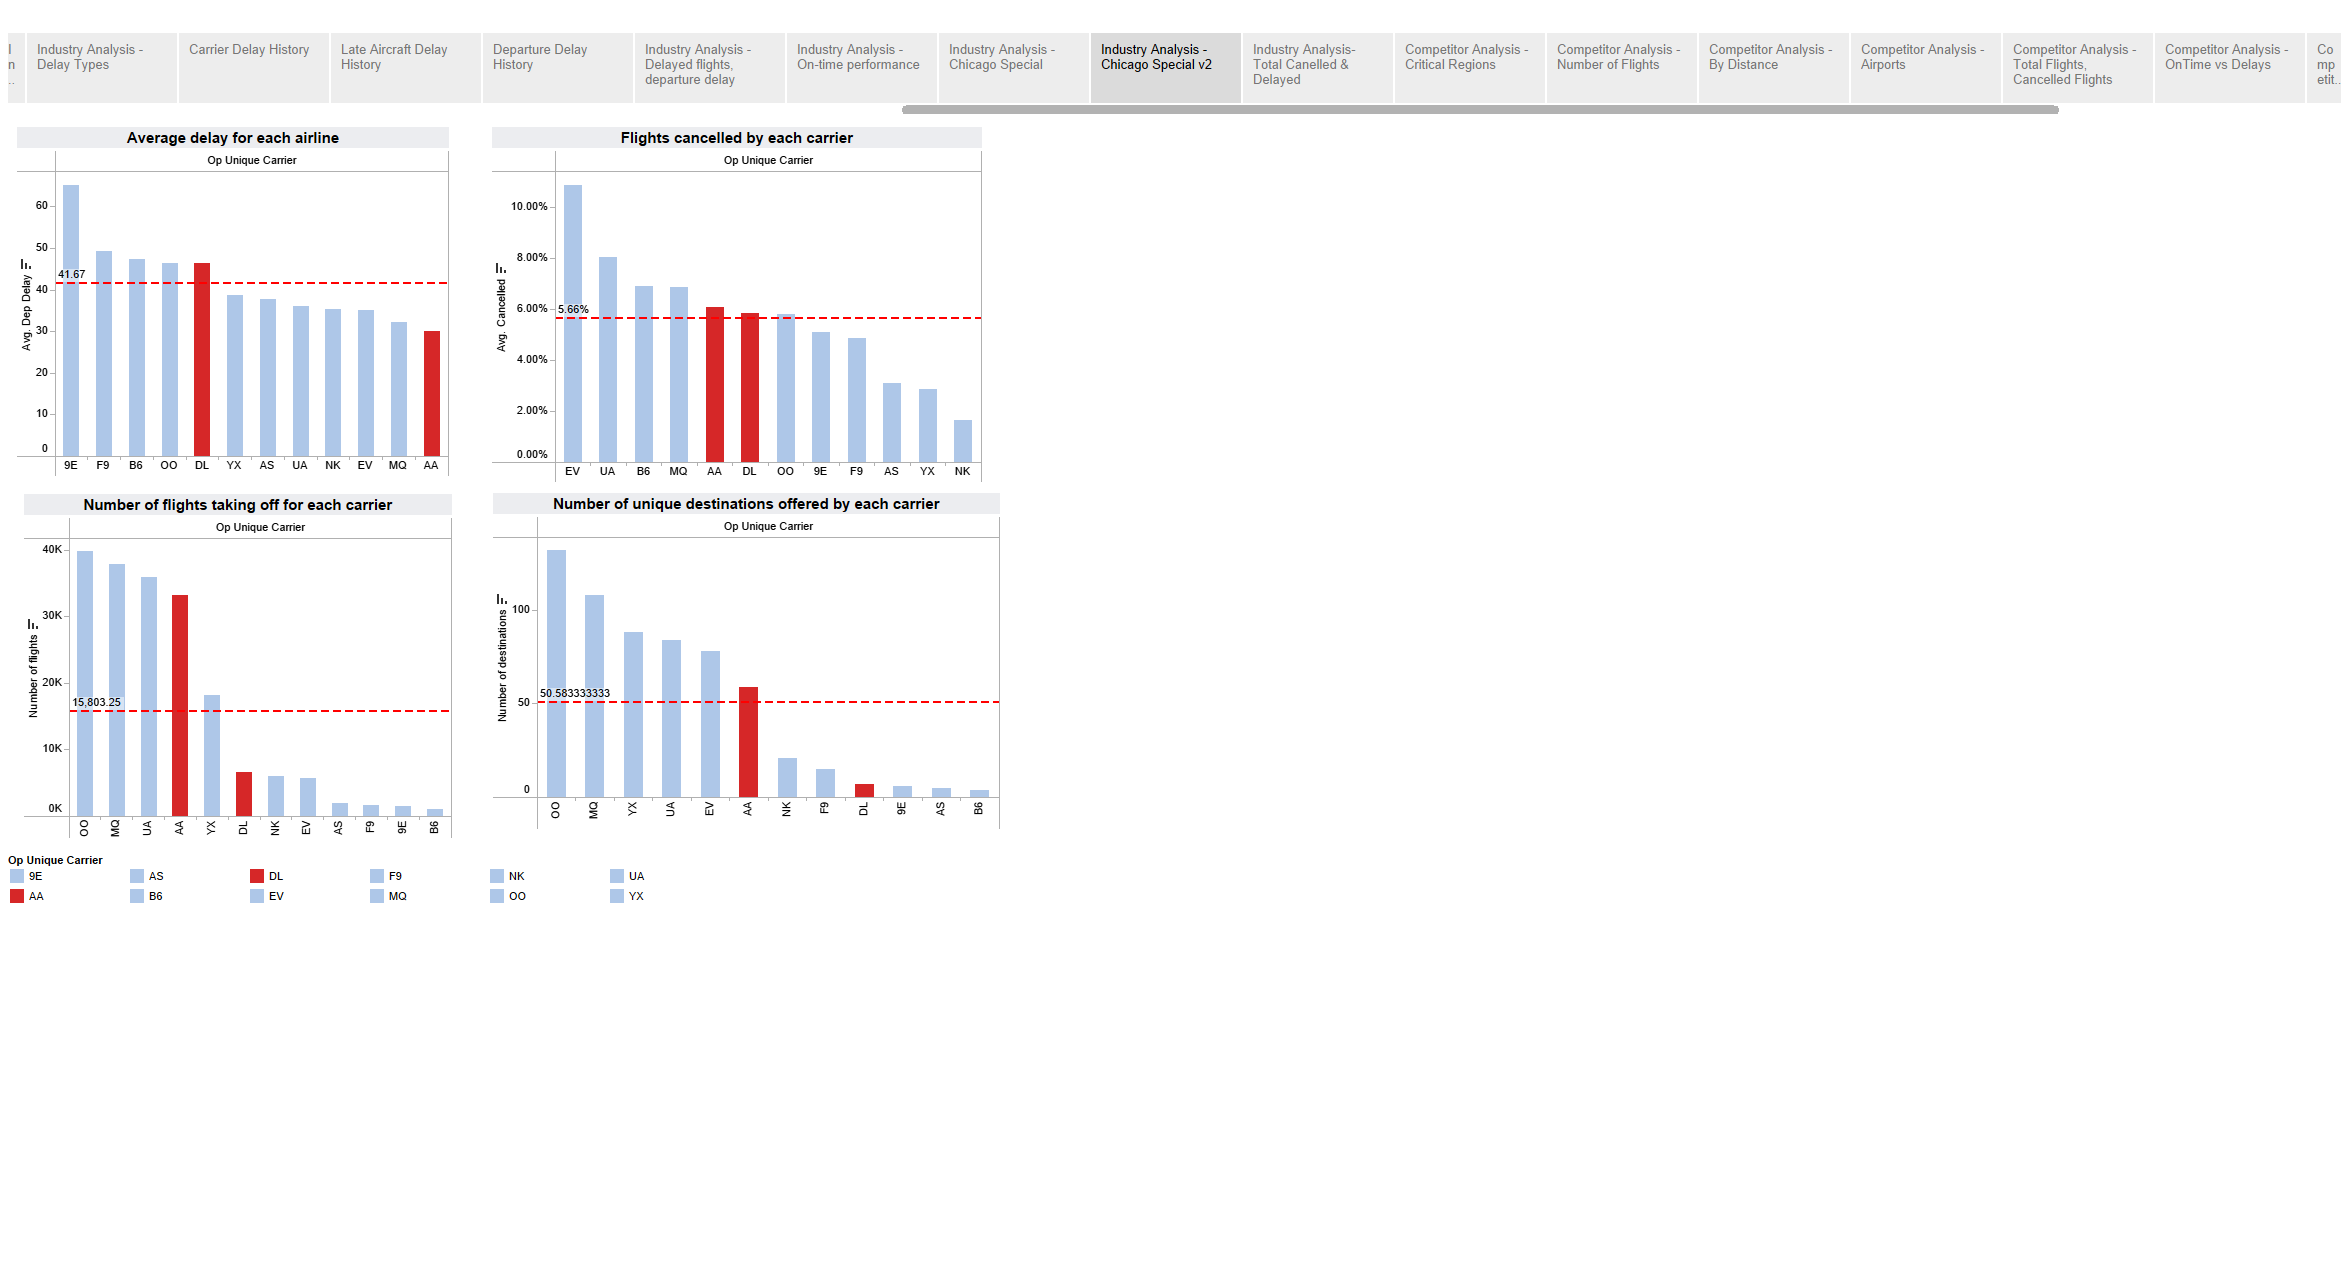 I
n
..
Industry Analysis -
Delay Types
Carrier Delay History
Late Aircraft Delay
History
Departure Delay
History
Industry Analysis -
Delayed flights,
departure delay
Industry Analysis -
On-time performance
Industry Analysis -
Chicago Special
Industry Analysis -
Chicago Special v2
Industry Analysis-
Total Canelled &
Delayed
Competitor Analysis -
Critical Regions
Competitor Analysis -
Number of Flights
Competitor Analysis -
By Distance
Competitor Analysis -
Airports
Competitor Analysis -
Total Flights,
Cancelled Flights
Competitor Analysis -
OnTime vs Delays
Co
mp
etit..
Average delay for each airline
Op Unique Carrier
Avg. Dep Delay
60
50
41.67
40
30
20
10
0
9E F9 B6 OO DL YX AS UA NK EV MQ AA
Flights cancelled by each carrier
Op Unique Carrier
Avg. Cancelled
10.00%
8.00%
6.00%
5.66%
4.00%
2.00%
0.00%
EV UA B6 MQ AA DL OO 9E F9 AS YX NK
Number of flights taking off for each carrier
Op Unique Carrier
Number of flights
40K
30K
20K
15,803.25
10K
0K
OO MQ UA AA YX DL NK EV AS F9 9E B6
Number of unique destinations offered by each carrier
Op Unique Carrier
Number of destinations
100
50.583333333
50
0
OO MQ YX UA EV AA NK F9 DL 9E AS B6
Op Unique Carrier
9E AS DL F9 NK UA
AA B6 EV MQ OO YX